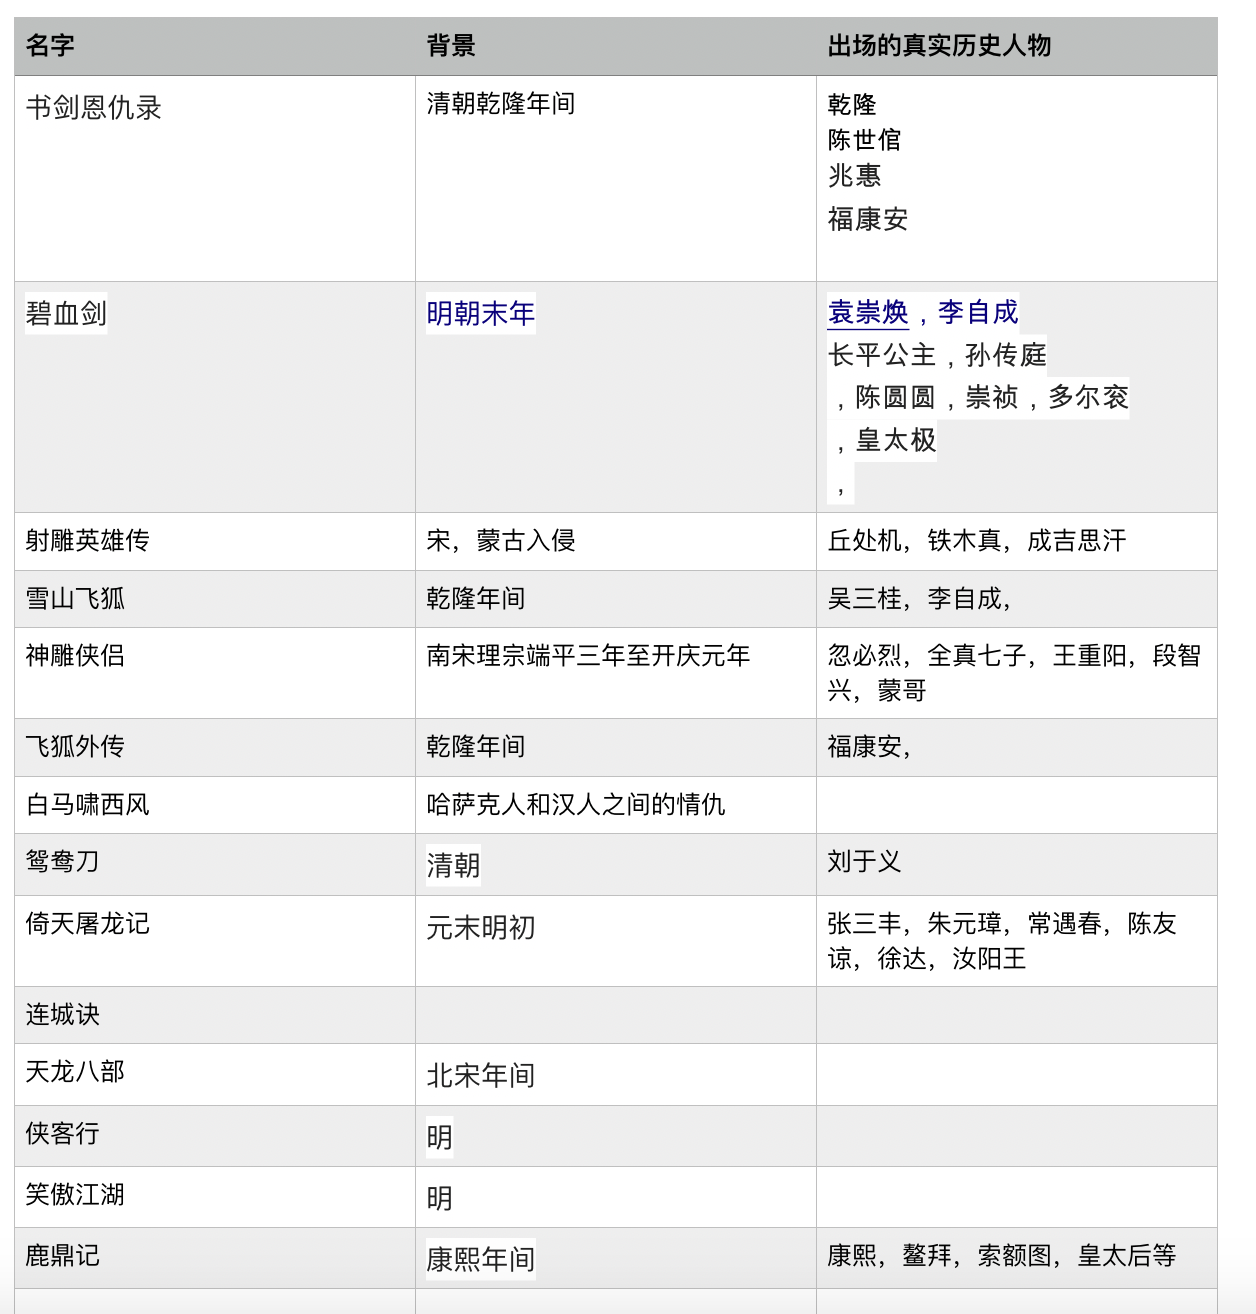 名字 背景 出场的真实历史人物
书剑恩仇录 清朝乾隆年间 乾隆
陈世倌
兆惠
福康安
碧血剑 明朝末年 袁崇焕，李自成
长平公主，孙传庭
，陈圆圆，崇祯，多尔衮
，皇太极
，
射雕英雄传 宋，蒙古入侵 丘处机，铁木真，成吉思汗
雪山飞狐 乾隆年间 吴三桂，李自成，
神雕侠侣 南宋理宗端平三年至开庆元年 忽必烈，全真七子，王重阳，段智
兴，蒙哥
飞狐外传 乾隆年间 福康安，
白马啸西风 哈萨克人和汉人之间的情仇
鸳鸯刀 清朝 刘于义
倚天屠龙记 元末明初 张三丰，朱元璋，常遇春，陈友
谅，徐达，汝阳王
连城诀
天龙八部 北宋年间
侠客行 明
笑傲江湖 明
鹿鼎记 康熙年间 康熙，鳌拜，索额图，皇太后等